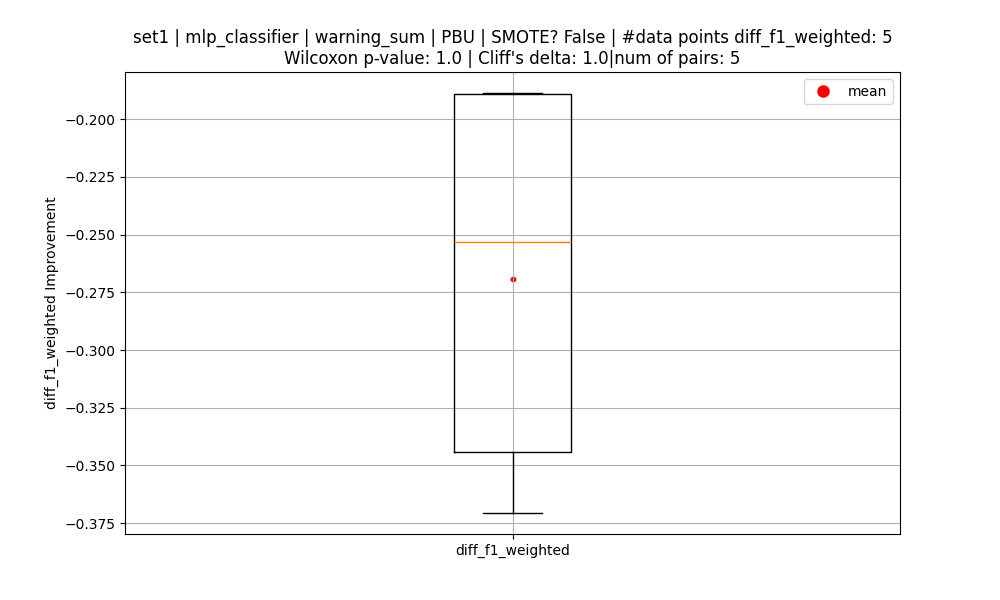 set1 | mlp_classifier | warning_sum | PBU | SMOTE? False | #data points diff_f1_weighted: 5
Wilcoxon p-value: 1.0 | Cliff's delta: 1.0|num of pairs: 5
mean
−0.200
−0.225
−0.250
−0.275
−0.300
−0.325
−0.350
−0.375
diff_f1_weighted Improvement
diff_f1_weighted